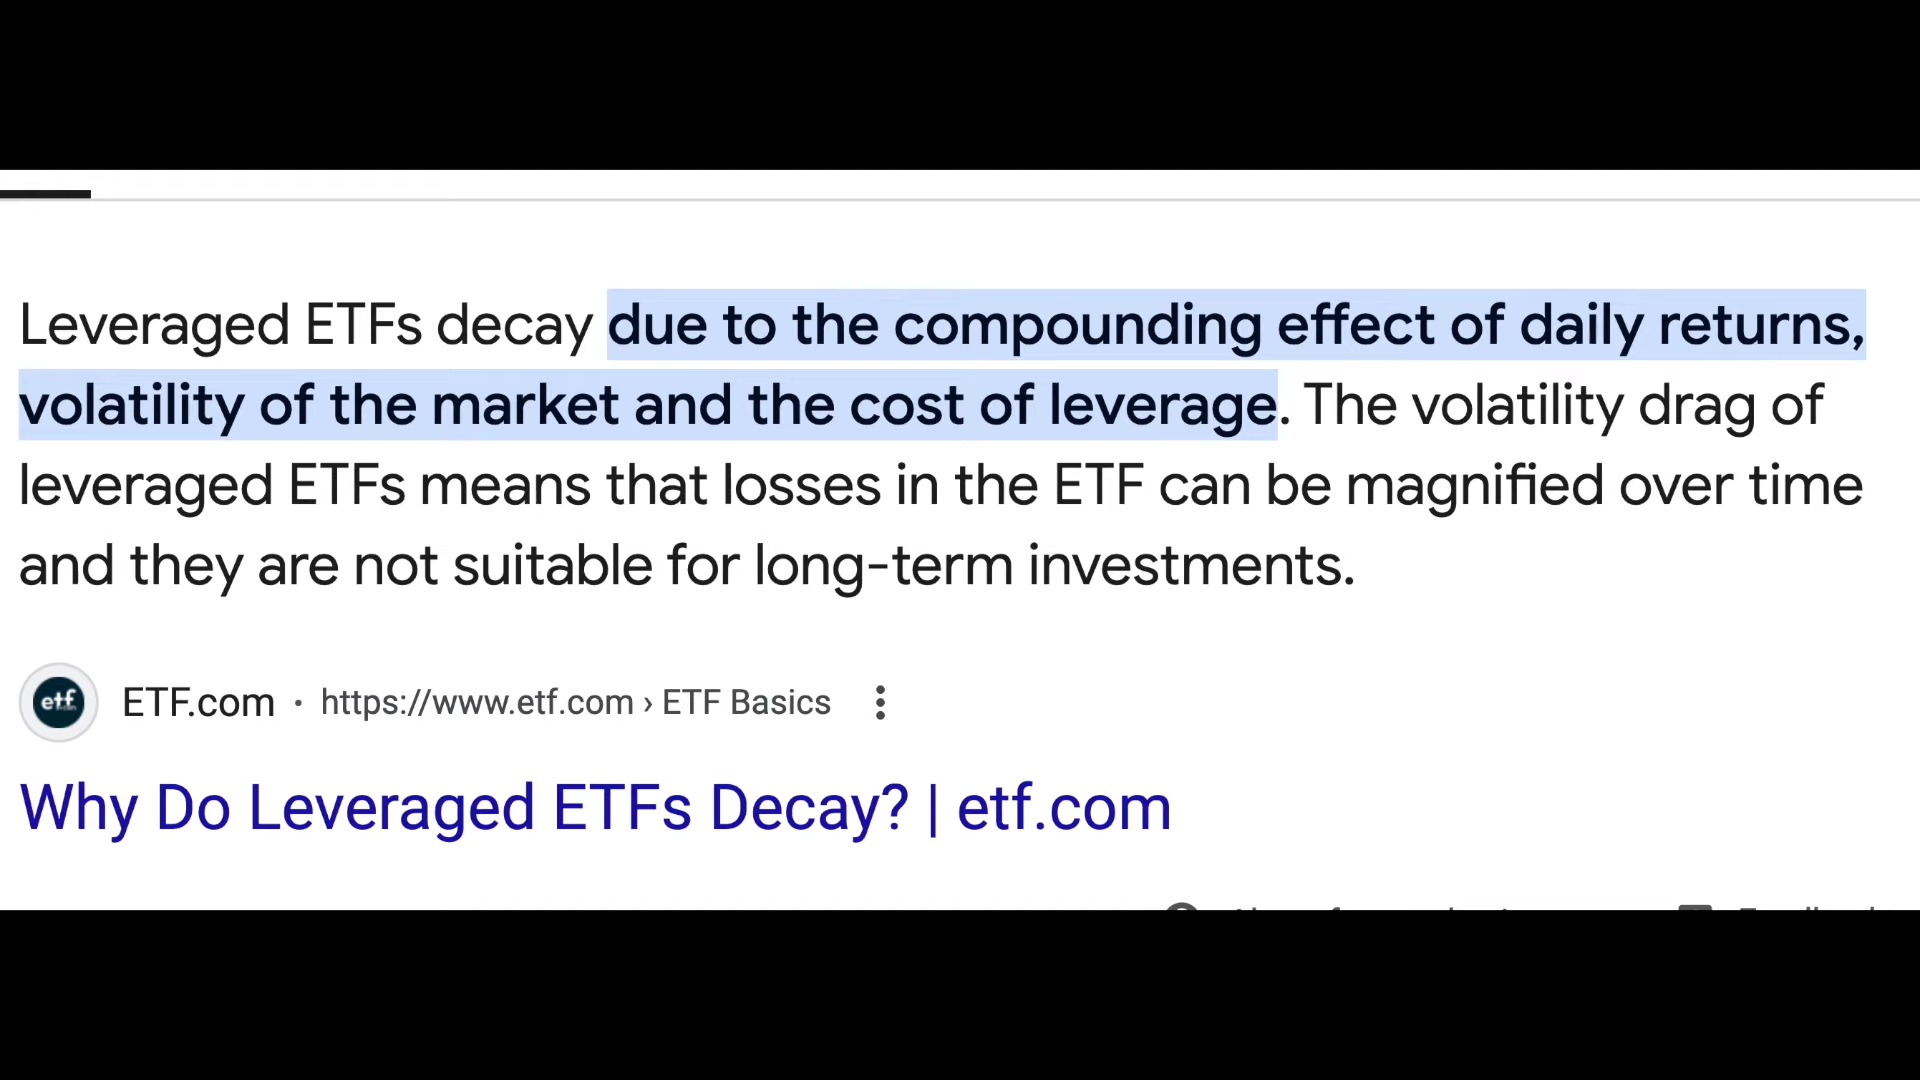 Leveraged ETFs decay due to the compounding effect of daily returns,
volatility of the market and the cost of leverage. The volatility drag of
leveraged ETFs means that losses in the ETF can be magnified over time
and they are not suitable for long-term investments.
etf
ETF.com · https://www.etf.com › ETF Basics
Why Do Leveraged ETFs Decay? | etf.com